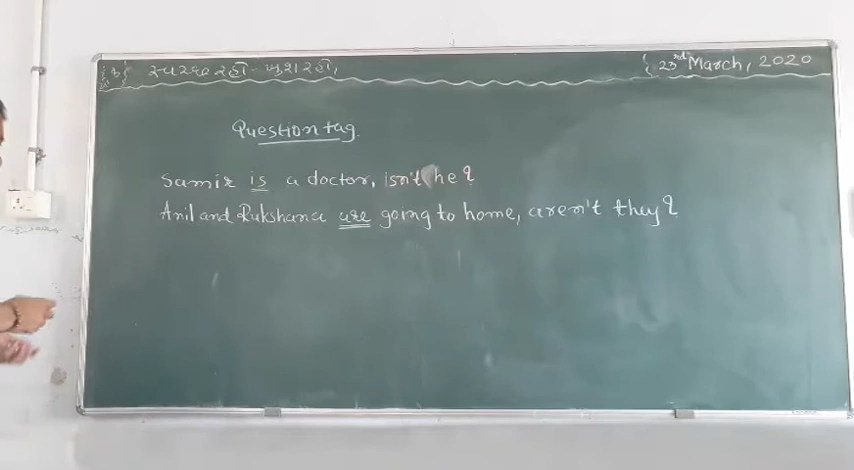 સ્વચ્છ રહો - ખુશ રહો,
{ 23rd March, 2020
Question tag.
Samir is a doctor, isn't he?
Anil and Rukshana are going to home, aren't they?